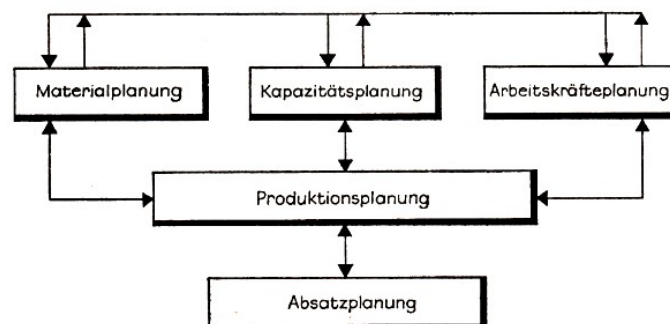 Materialplanung
Kapazitätsplanung
Arbeitskräfteplanung
Produktionsplanung
Absatzplanung